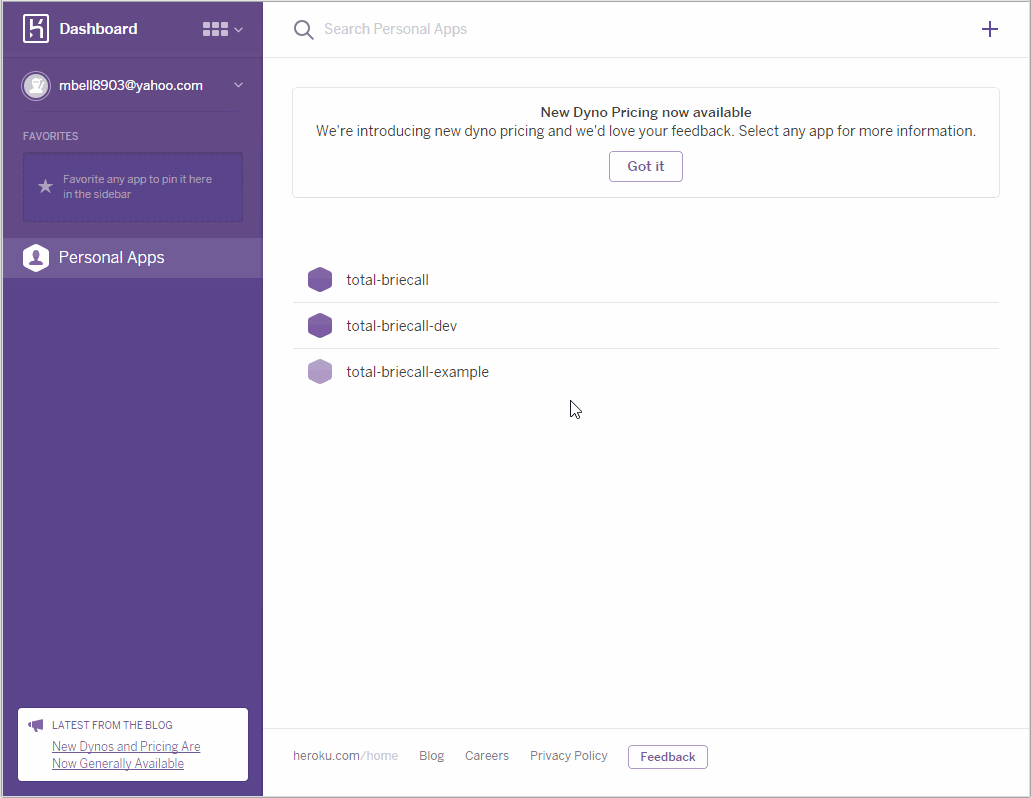 Dashboard
Search Personal Apps
mbell8903@yahoo.com
FAVORITES
Favorite any app to pin it here
in the sidebar
Personal Apps
New Dyno Pricing now available
We're introducing new dyno pricing and we'd love your feedback. Select any app for more information.
Got it
total-briecall
total-briecall-dev
total-briecall-example
LATEST FROM THE BLOG
New Dynos and Pricing Are
Now Generally Available
heroku.com/home Blog Careers Privacy Policy Feedback